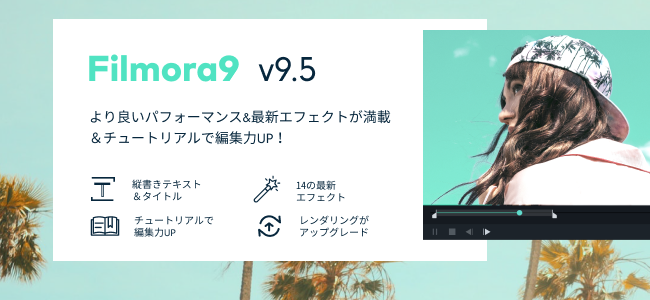 Filmora9 v9.5
より良いパフォーマンス&最新エフェクトが満載
＆チュートリアルで編集力UP！
縦書きテキスト
＆タイトル
14の最新
エフェクト
チュートリアルで
編集力UP
レンダリングが
アップグレード